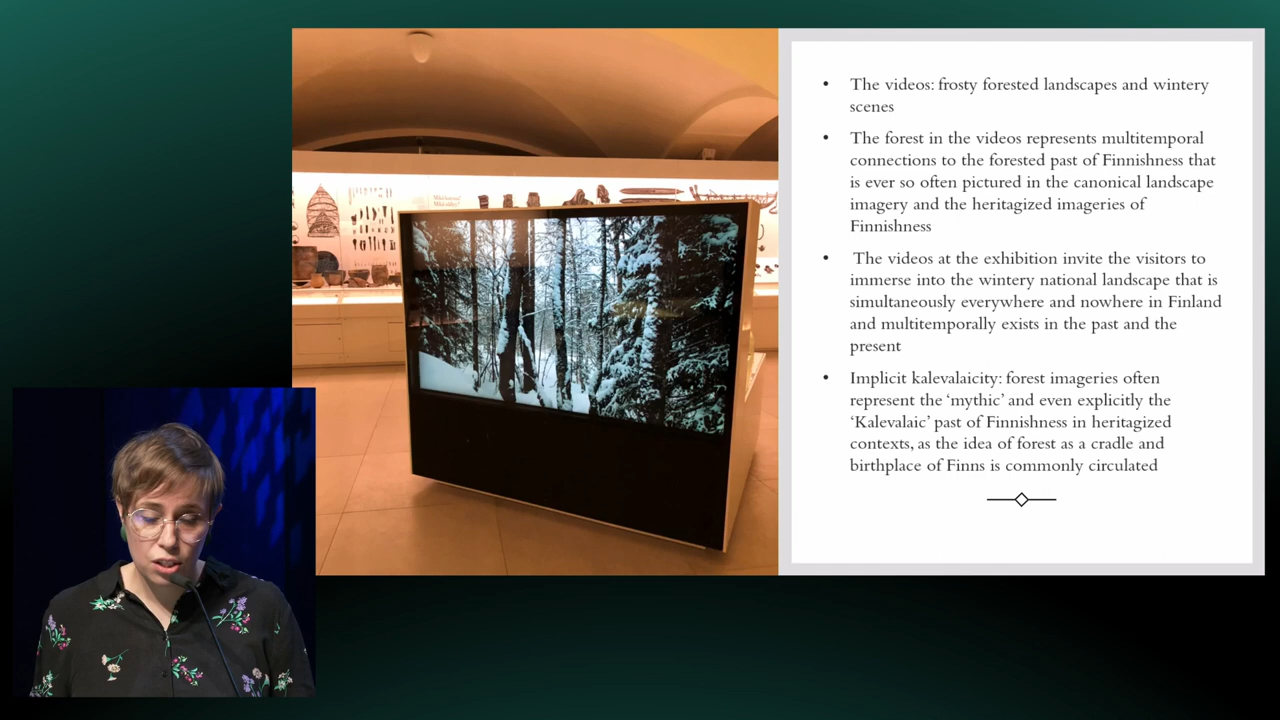 • The videos: frosty forested landscapes and wintery
scenes
• The forest in the videos represents multitemporal
connections to the forested past of Finnishness that
is ever so often pictured in the canonical landscape
imagery and the heritagized imageries of
Finnishness
• The videos at the exhibition invite the visitors to
immerse into the wintery national landscape that is
simultaneously everywhere and nowhere in Finland
and multitemporally exists in the past and the
present
• Implicit kalevalaicity: forest imageries often
represent the ‘mythic’ and even explicitly the
‘Kalevalaic’ past of Finnishness in heritagized
contexts, as the idea of forest as a cradle and
birthplace of Finns is commonly circulated